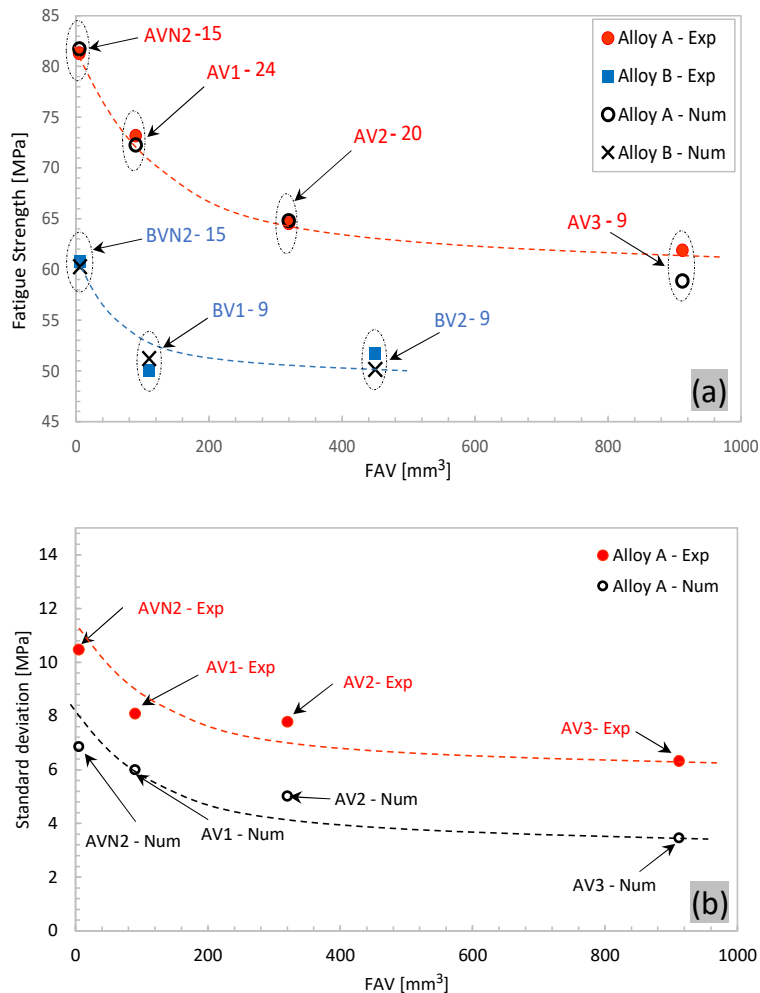 85
80
75
70
65
60
55
50
45
Fatigue Strength [MPa]
AVN2-15
AV1-24
AV2-20
AV3-9
BVN2-15
BV1-9
BV2-9
Alloy A - Exp
Alloy B - Exp
Alloy A - Num
Alloy B - Num
(a)
0 200 400 600 800 1000
FAV [mm³]
14
12
10
8
6
4
2
0
Standard deviation [MPa]
Alloy A - Exp
Alloy A - Num
AVN2 - Exp
AV1- Exp
AV2- Exp
AV3- Exp
AVN2 - Num
AV1 - Num
AV2 - Num
AV3 - Num
(b)
0 200 400 600 800 1000
FAV [mm³]